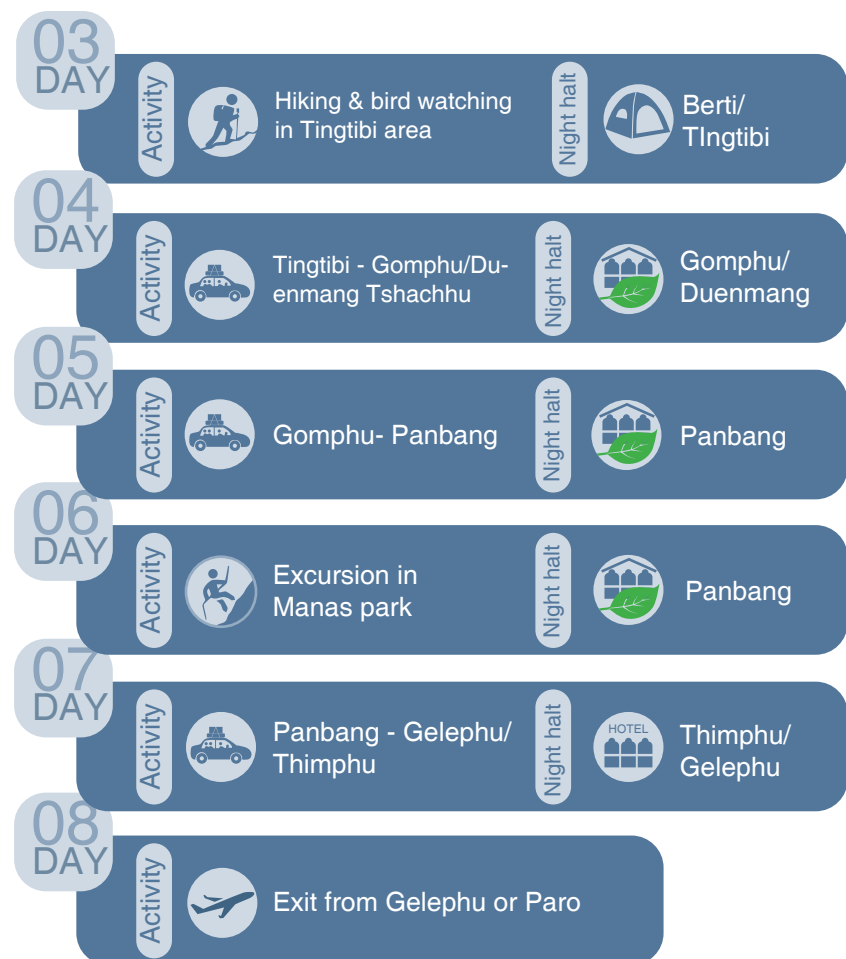 03
DAY
Activity
Hiking & bird watching
in Tingtibi area
Night halt
Berti/
TIngtibi
04
DAY
Activity
Tingtibi - Gomphu/Du-
enmang Tshachhu
Night halt
Gomphu/
Duenmang
05
DAY
Activity
Gomphu- Panbang
Night halt
Panbang
06
DAY
Activity
Excursion in
Manas park
Night halt
Panbang
07
DAY
Activity
Panbang - Gelephu/
Thimphu
Night halt
HOTEL
Thimphu/
Gelephu
08
DAY
Activity
Exit from Gelephu or Paro